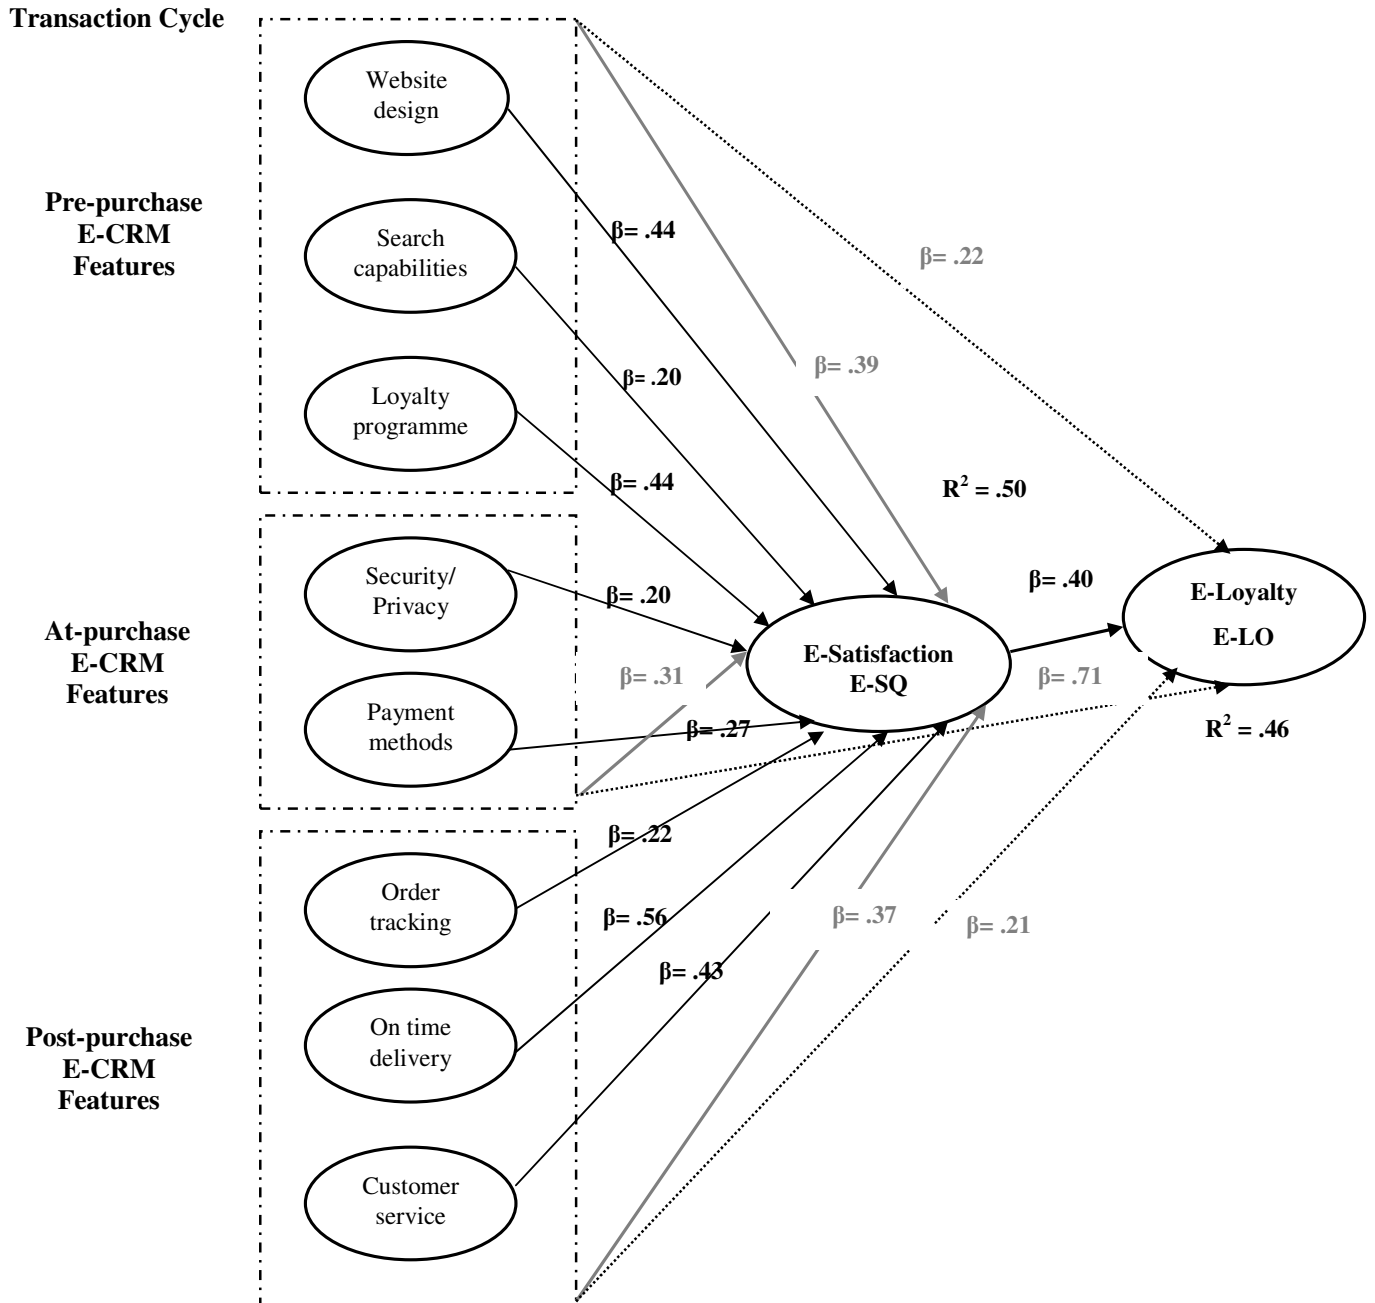 Transaction Cycle
Website
design
Pre-purchase
E-CRM
Features
Search
capabilities
Loyalty
programme
β= .44
β= .20
β= .44
β= .22
β= .39
R² = .50
At-purchase
E-CRM
Features
Security/
Privacy
Payment
methods
β= .20
β= .31
β= .27
E-Satisfaction
E-SQ
β= .40
β= .71
E-Loyalty
E-LO
R² = .46
Post-purchase
E-CRM
Features
Order
tracking
On time
delivery
Customer
service
β= .22
β= .56
β= .43
β= .37
β= .21